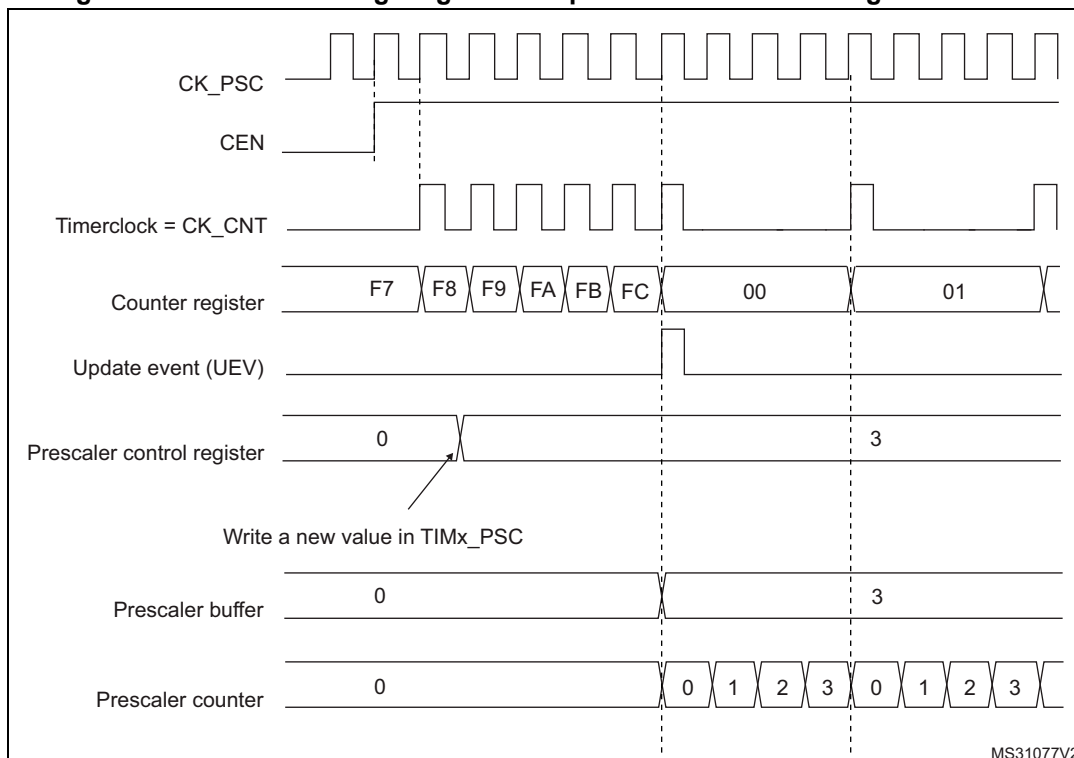 CK_PSC
CEN
Timerclock = CK_CNT
Counter register F7 F8 F9 FA FB FC 00 01
Update event (UEV)
Prescaler control register 0 3
Write a new value in TIMx_PSC
Prescaler buffer 0 3
Prescaler counter 0 0 1 2 3 0 1 2 3
MS31077V2